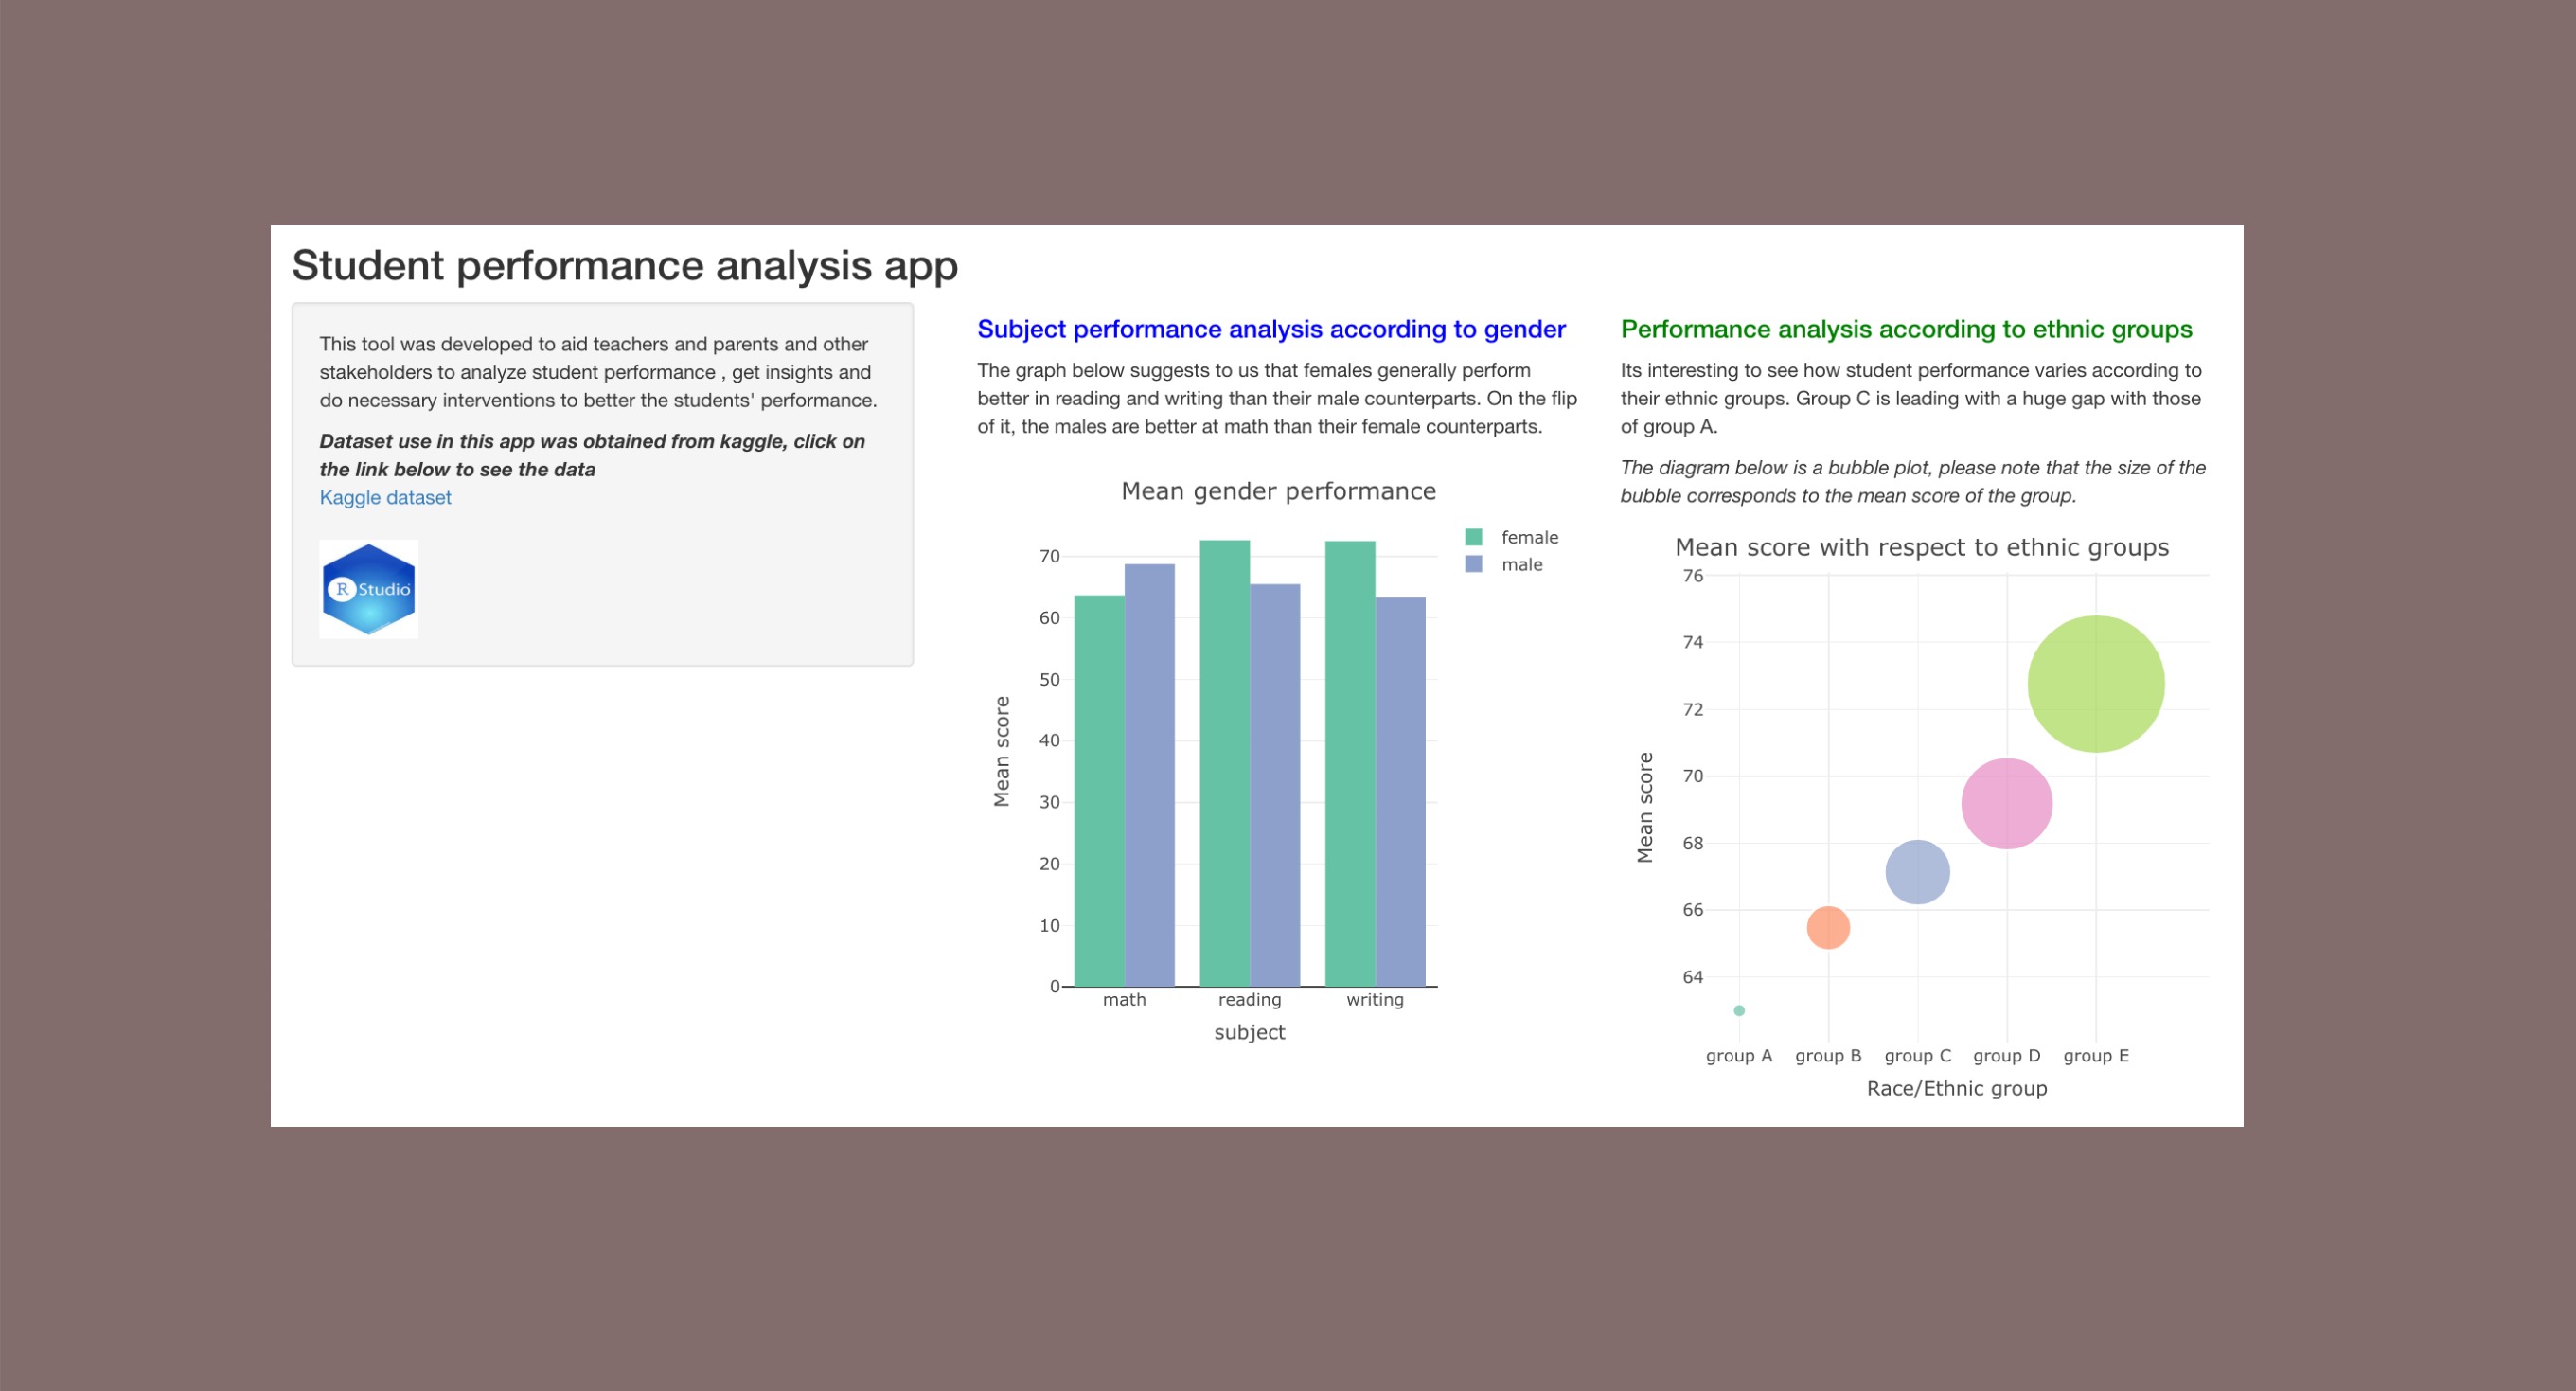 Student performance analysis app
This tool was developed to aid teachers and parents and other
stakeholders to analyze student performance , get insights and
do necessary interventions to better the students' performance.
Dataset use in this app was obtained from kaggle, click on
the link below to see the data
Kaggle dataset
R Studio
Subject performance analysis according to gender
The graph below suggests to us that females generally perform
better in reading and writing than their male counterparts. On the flip
of it, the males are better at math than their female counterparts.
Mean gender performance
female
male
70
60
50
40
30
20
10
0
Mean score
math reading writing
subject
Performance analysis according to ethnic groups
Its interesting to see how student performance varies according to
their ethnic groups. Group C is leading with a huge gap with those
of group A.
The diagram below is a bubble plot, please note that the size of the
bubble corresponds to the mean score of the group.
Mean score with respect to ethnic groups
76
74
72
70
68
66
64
Mean score
group A group B group C group D group E
Race/Ethnic group